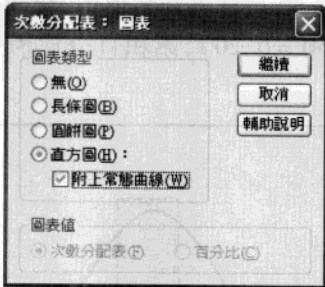 次數分配表：圖表
圖表類型
無(O)
長條圖(B)
圓餅圖(P)
直方圖(H)：
附上常態曲線(W)
繼續
取消
輔助說明
圖表值
次數分配表(F)
百分比(C)